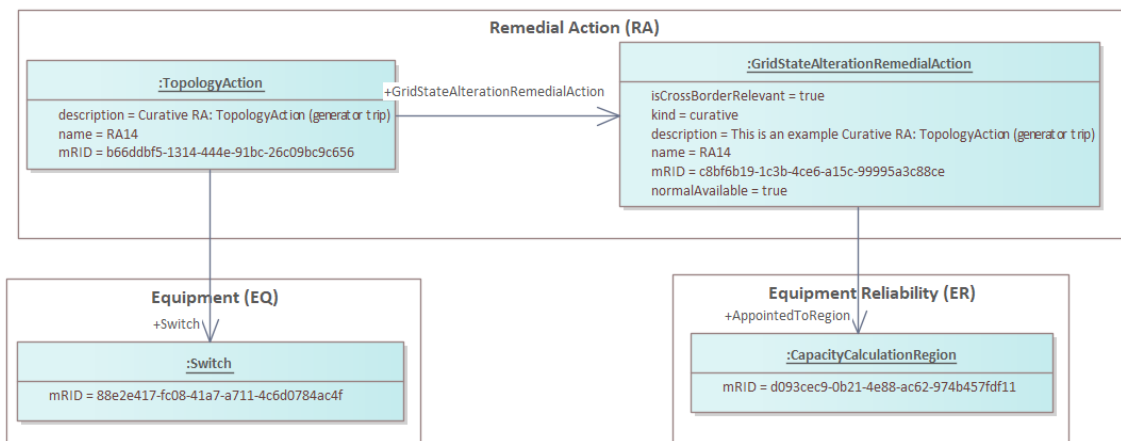 Remedial Action (RA)
:TopologyAction
description = Curative RA: TopologyAction (generator trip)
name = RA14
mRID = b66ddbf5-1314-444e-91bc-26c09bc9c656
+GridStateAlterationRemedialAction
:GridStateAlterationRemedialAction
isCrossBorderRelevant = true
kind = curative
description = This is an example Curative RA: TopologyAction (generator trip)
name = RA14
mRID = c8bf6b19-1c3b-4ce6-a15c-99995a3c88ce
normalAvailable = true
Equipment (EQ)
+Switch
:Switch
mRID = 88e2e417-fc08-41a7-a711-4c6d0784ac4f
Equipment Reliability (ER)
+AppointedToRegion
:CapacityCalculationRegion
mRID = d093cec9-0b21-4e88-ac62-974b457fdf11